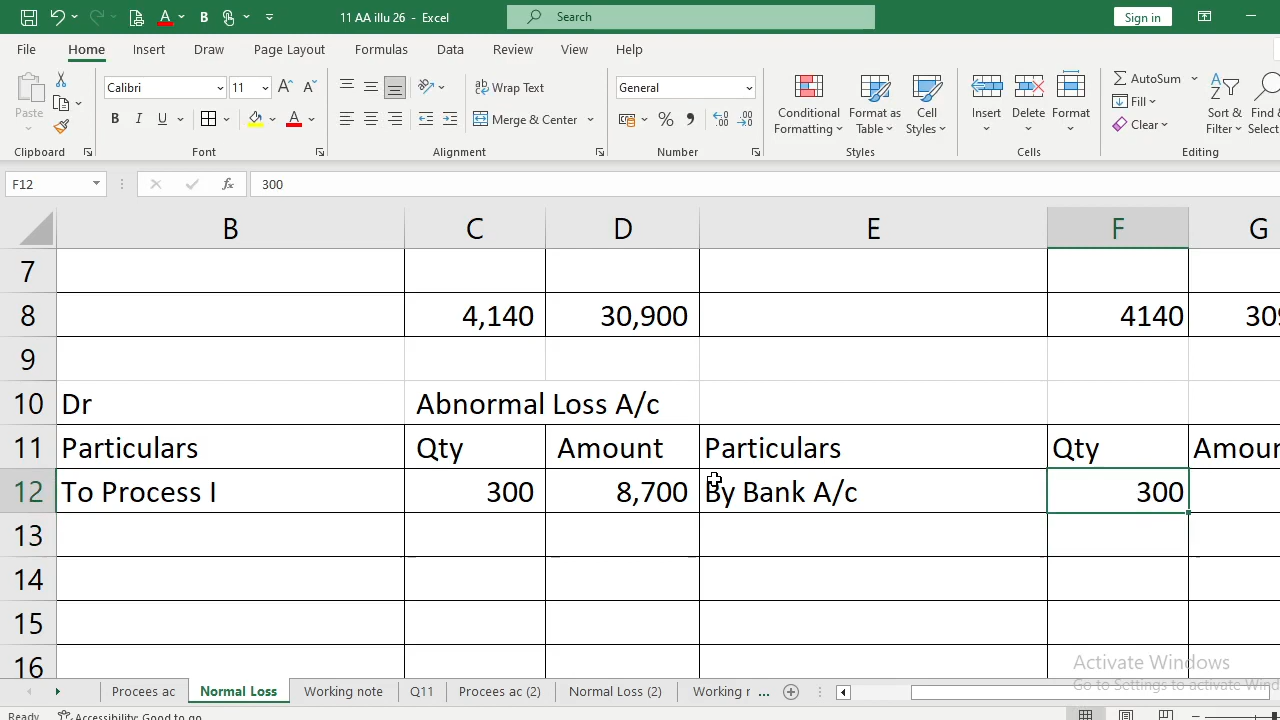 11 AA illu 26 - Excel
Search
Sign in
File Home Insert Draw Page Layout Formulas Data Review View Help
Paste
Calibri 11
Wrap Text
General
Conditional Formatting
Format as Table
Cell Styles
Insert Delete Format
AutoSum
Sort & Filter
Find &
Select
B I U
Merge & Center
% 
Fill
Clear
Clipboard Font Alignment Number Styles Cells Editing
F12 fx 300
B C D E F G
7
8 4,140 30,900 4140
9
10 Dr Abnormal Loss A/c
11 Particulars Qty Amount Particulars Qty
12 To Process I 300 8,700 By Bank A/c 300
13
14
15
16
Activate Windows
Go to Settings to activate
Procees ac Normal Loss Working note Q11 Procees ac (2) Normal Loss (2) Working ...
Ready Accessibility: Good to go